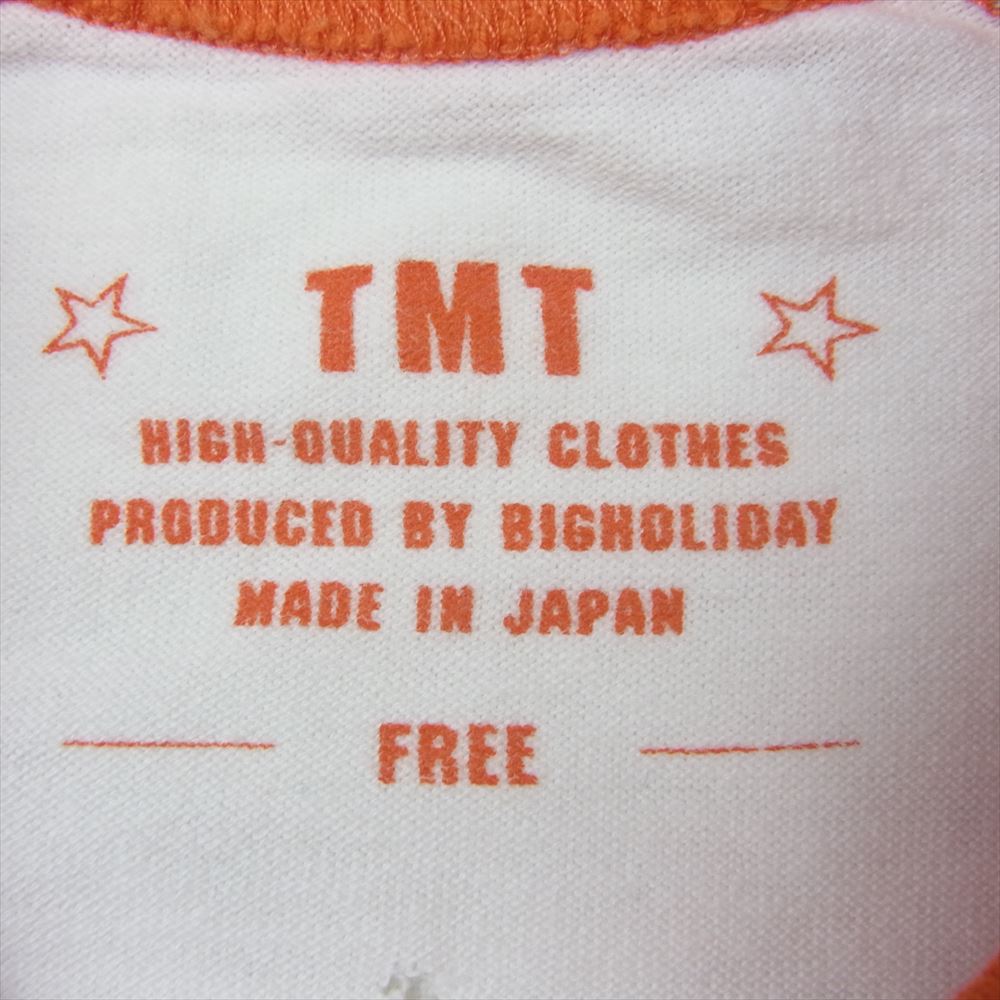 TMT
HIGH-QUALITY CLOTHES
PRODUCED BY BIGHOLIDAY
MADE IN JAPAN
FREE